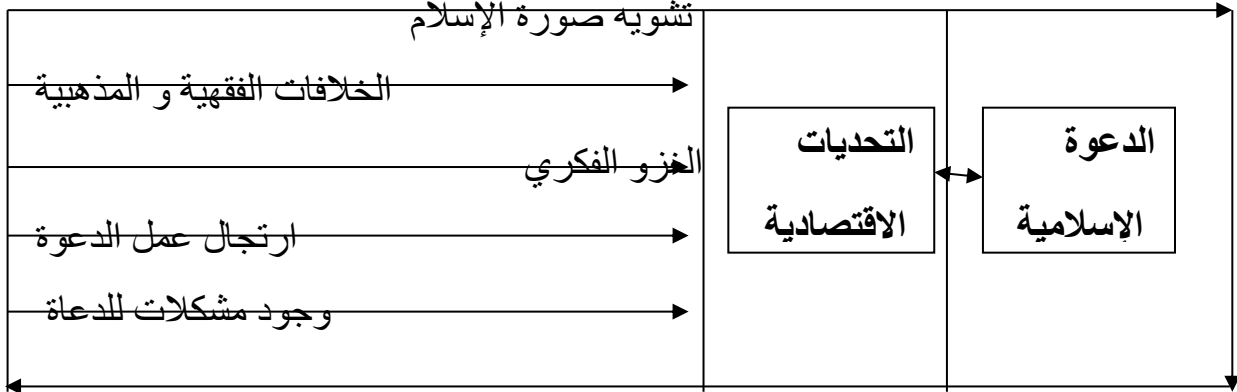 تشويه صورة الإسلام
الخلافات الفقهية و المذهبية
الغزو الفكري
ارتجال عمل الدعوة
وجود مشكلات للدعاة
التحديات
الاقتصادية
الدعوة
الإسلامية